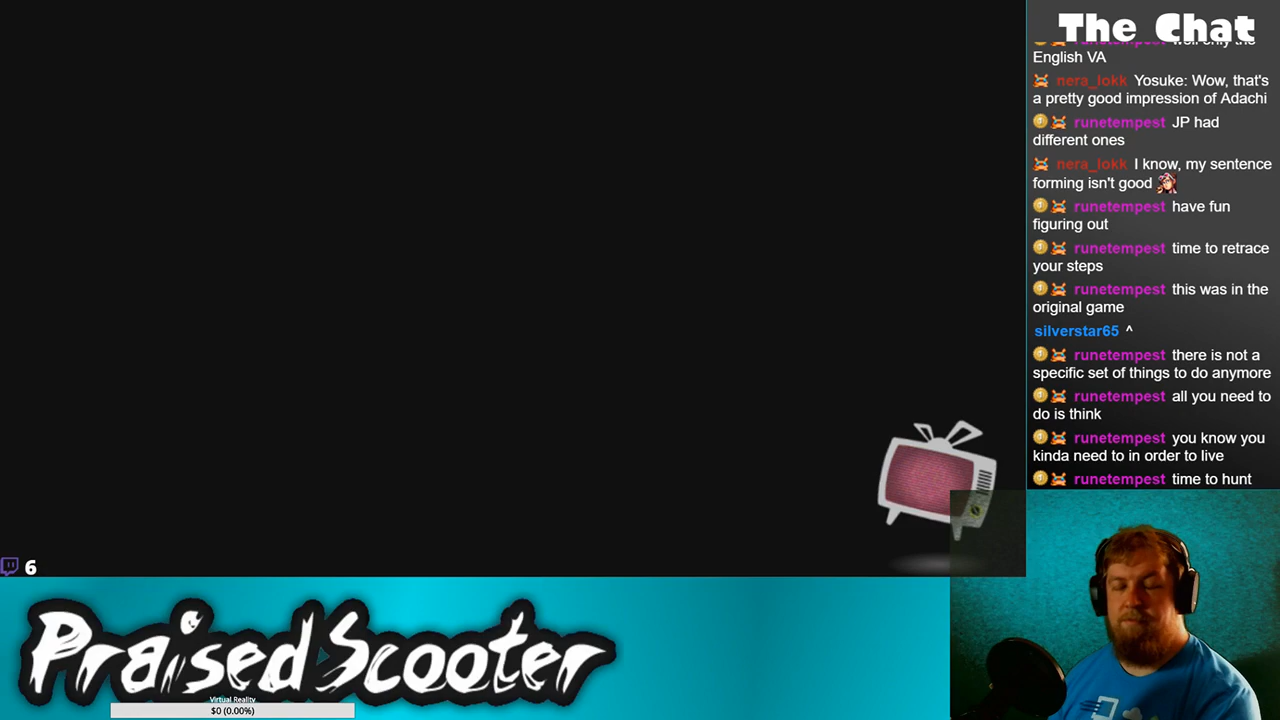 The Chat
runetempest well only the
English VA
nera_lokk Yosuke: Wow, that's
a pretty good impression of Adachi
runetempest JP had
different ones
nera_lokk I know, my sentence
forming isn't good
runetempest have fun
figuring out
runetempest time to retrace
your steps
runetempest this was in the
original game
silverstar65 ^
runetempest there is not a
specific set of things to do anymore
runetempest all you need to
do is think
runetempest you know you
kinda need to in order to live
runetempest time to hunt
6
PraisedScooter
Virtual Reality
$0 (0.00%)